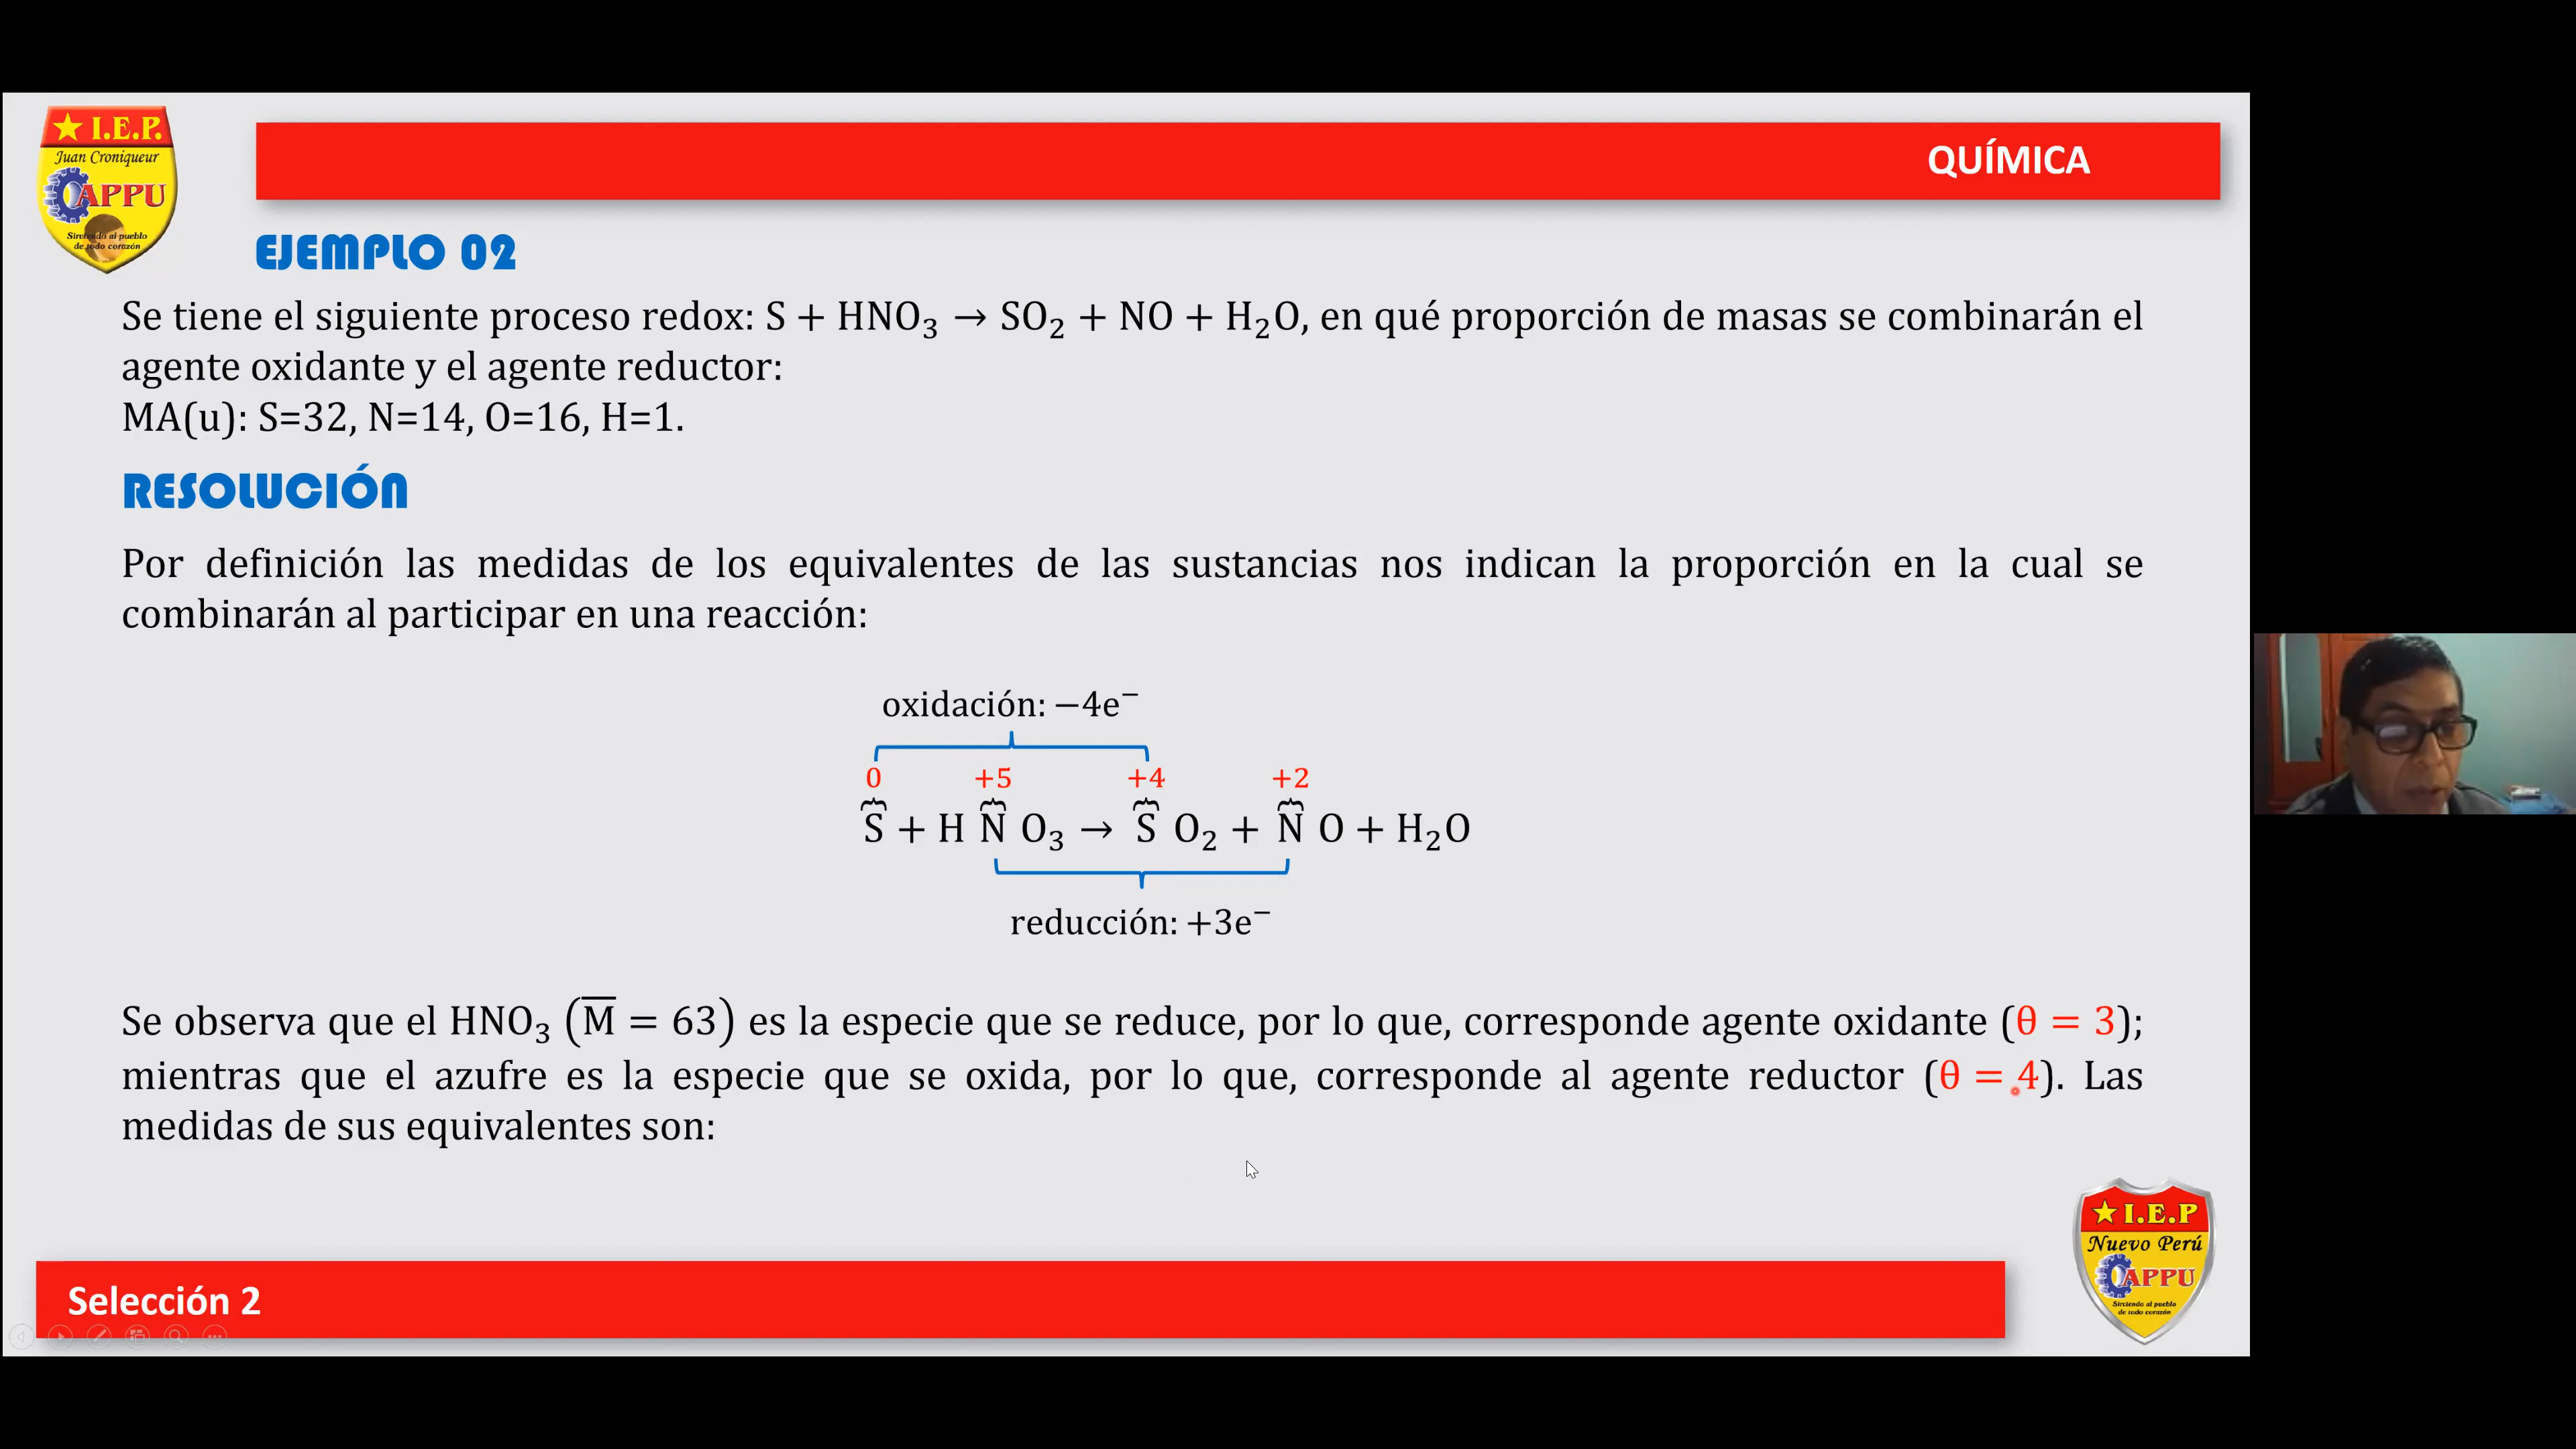 ★ I.E.P.
Juan Croniqueur
CAPPU
Sirviendo al pueblo
de todo corazón
QUÍMICA
EJEMPLO 02
Se tiene el siguiente proceso redox: S + HNO₃ → SO₂ + NO + H₂O, en qué proporción de masas se combinarán el
agente oxidante y el agente reductor:
MA(u): S=32, N=14, O=16, H=1.
RESOLUCIÓN
Por definición las medidas de los equivalentes de las sustancias nos indican la proporción en la cual se
combinarán al participar en una reacción:
oxidación: −4e⁻
0 +5 +4 +2
S + H N O₃ → S O₂ + N O + H₂O
reducción: +3e⁻
Se observa que el HNO₃ (M̅ = 63) es la especie que se reduce, por lo que, corresponde agente oxidante (θ = 3);
mientras que el azufre es la especie que se oxida, por lo que, corresponde al agente reductor (θ = 4). Las
medidas de sus equivalentes son:
★ I.E.P
Nuevo Perú
CAPPU
Sirviendo al pueblo
de todo corazón
Selección 2